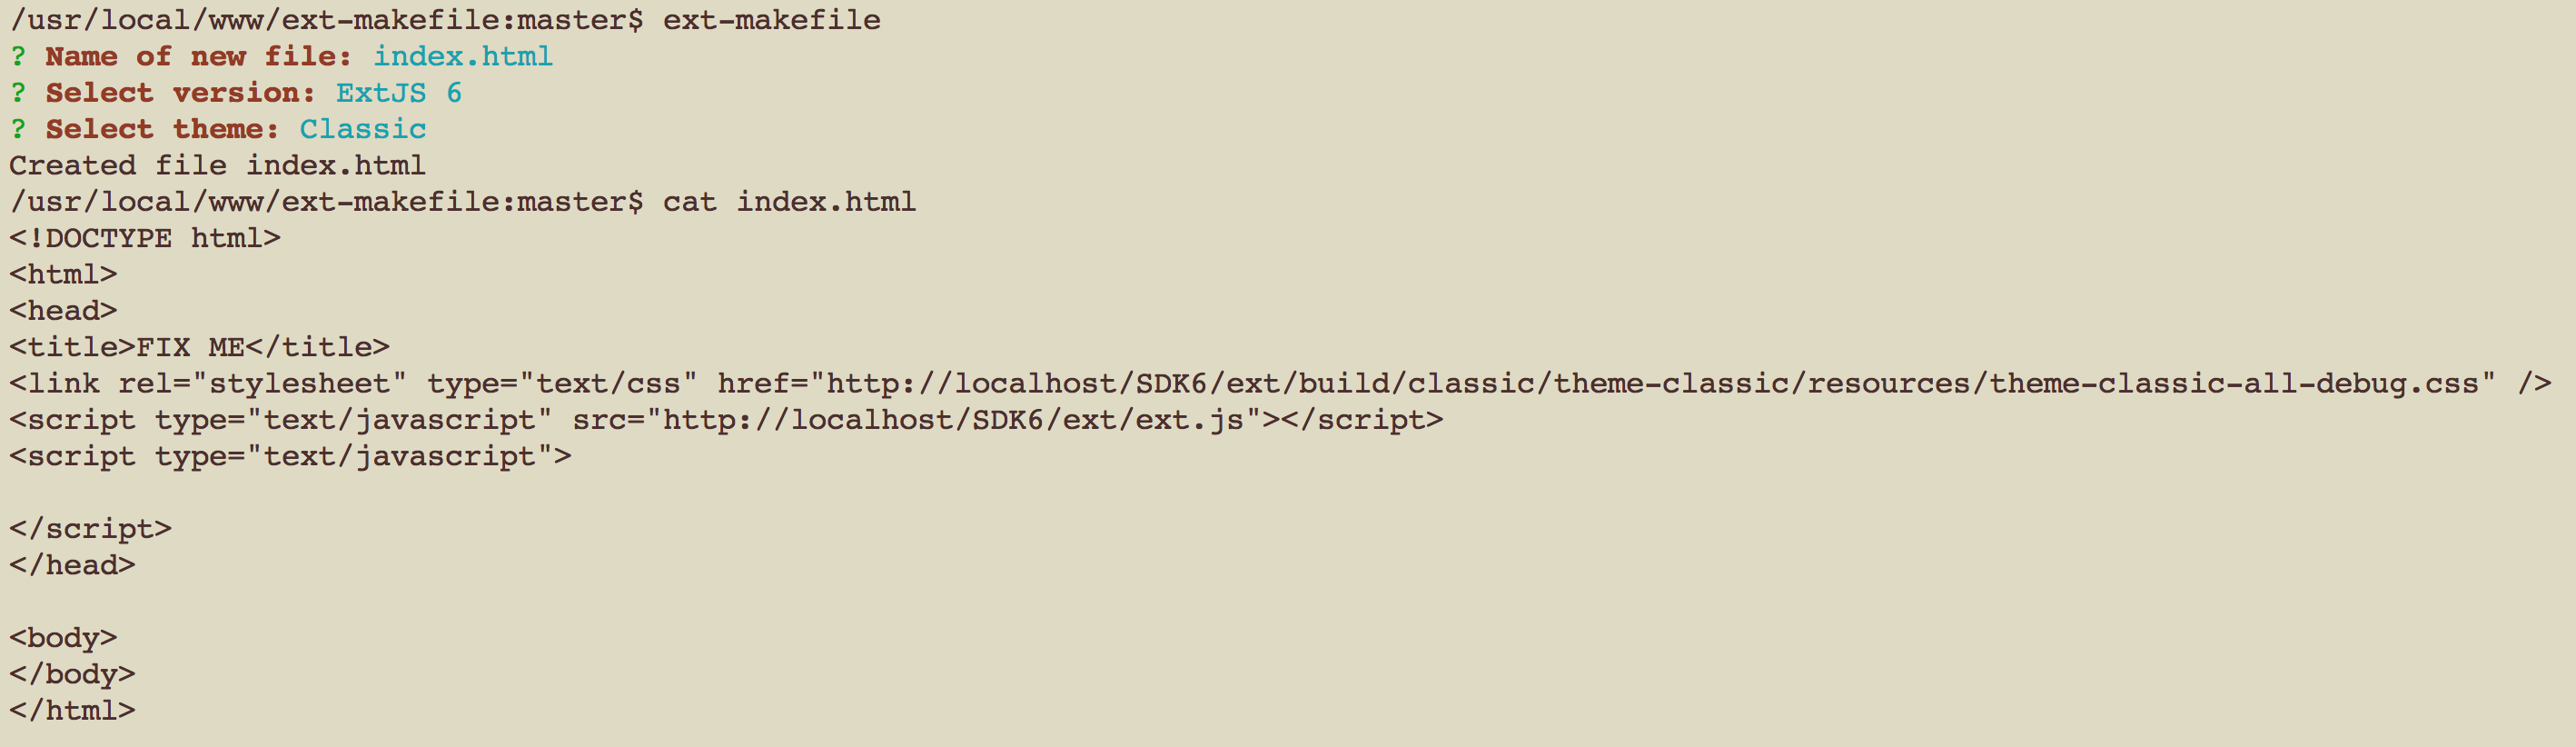 /usr/local/www/ext-makefile:master$ ext-makefile
? Name of new file: index.html
? Select version: ExtJS 6
? Select theme: Classic
Created file index.html
/usr/local/www/ext-makefile:master$ cat index.html
<!DOCTYPE html>
<html>
<head>
<title>FIX ME</title>
<link rel="stylesheet" type="text/css" href="http://localhost/SDK6/ext/build/classic/theme-classic/resources/theme-classic-all-debug.css" />
<script type="text/javascript" src="http://localhost/SDK6/ext/ext.js"></script>
<script type="text/javascript">

</script>
</head>

<body>
</body>
</html>